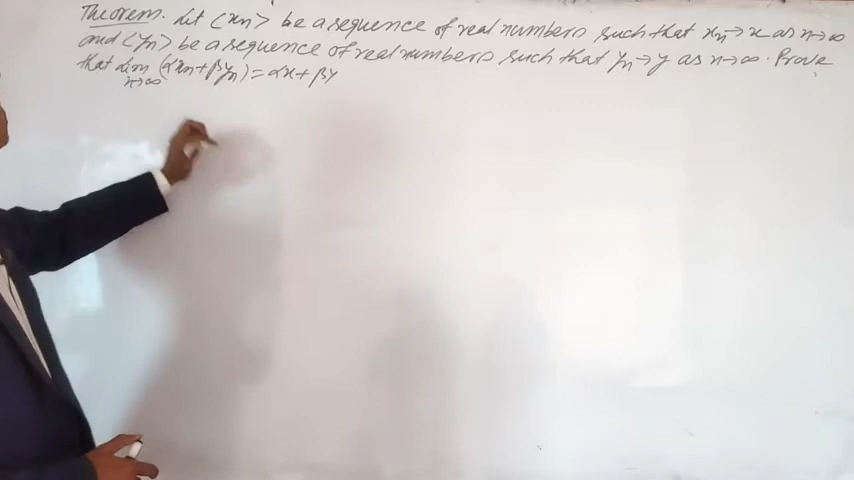 Theorem. Let <xn> be a sequence of real numbers such that xn→x as n→∞
and <yn> be a sequence of real numbers such that yn→y as n→∞. Prove
that lim n→∞ (αxn+βyn)=αx+βy